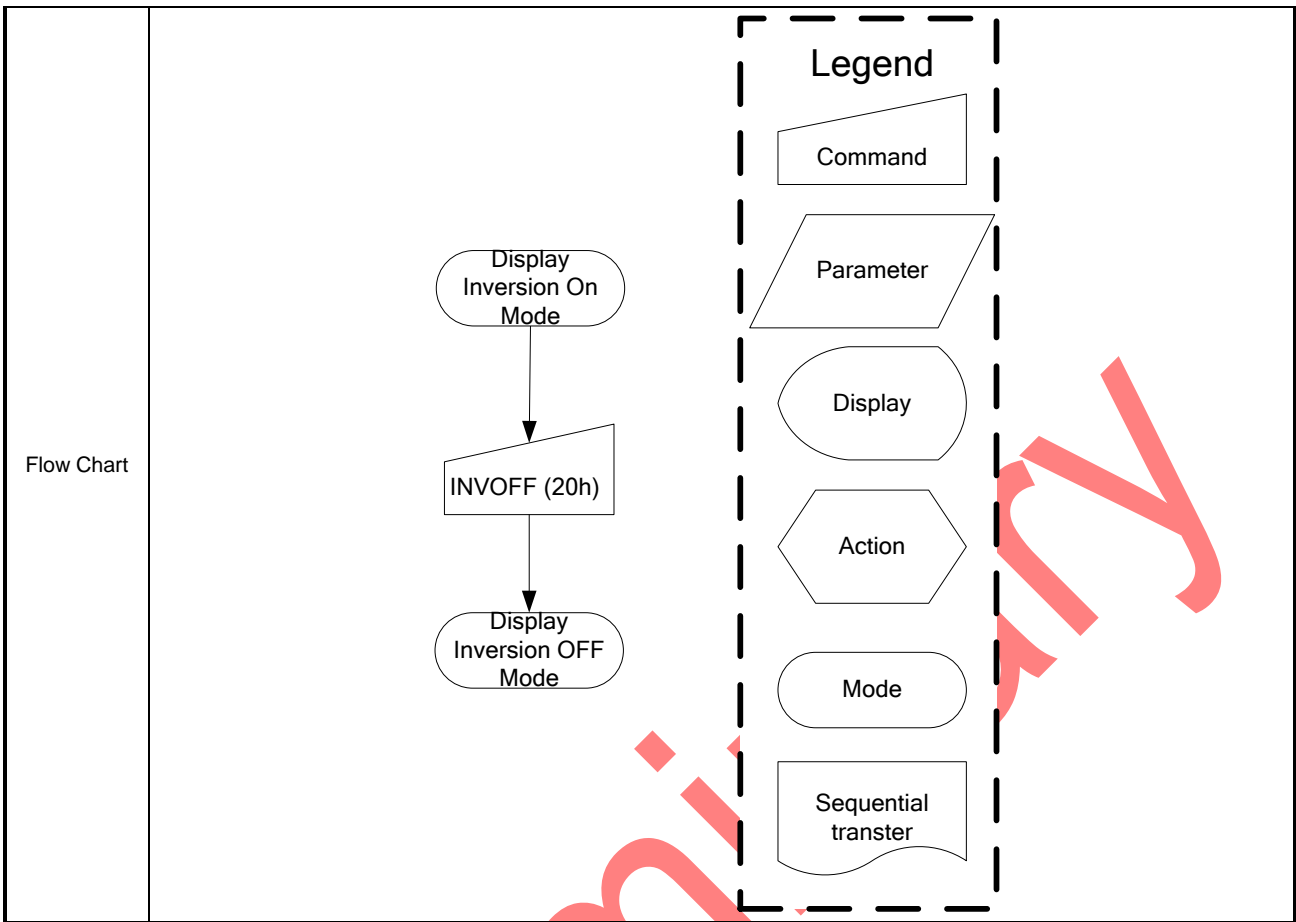 Flow Chart
Display
Inversion On
Mode
INVOFF (20h)
Display
Inversion OFF
Mode
Legend
Command
Parameter
Display
Action
Mode
Sequential
transter